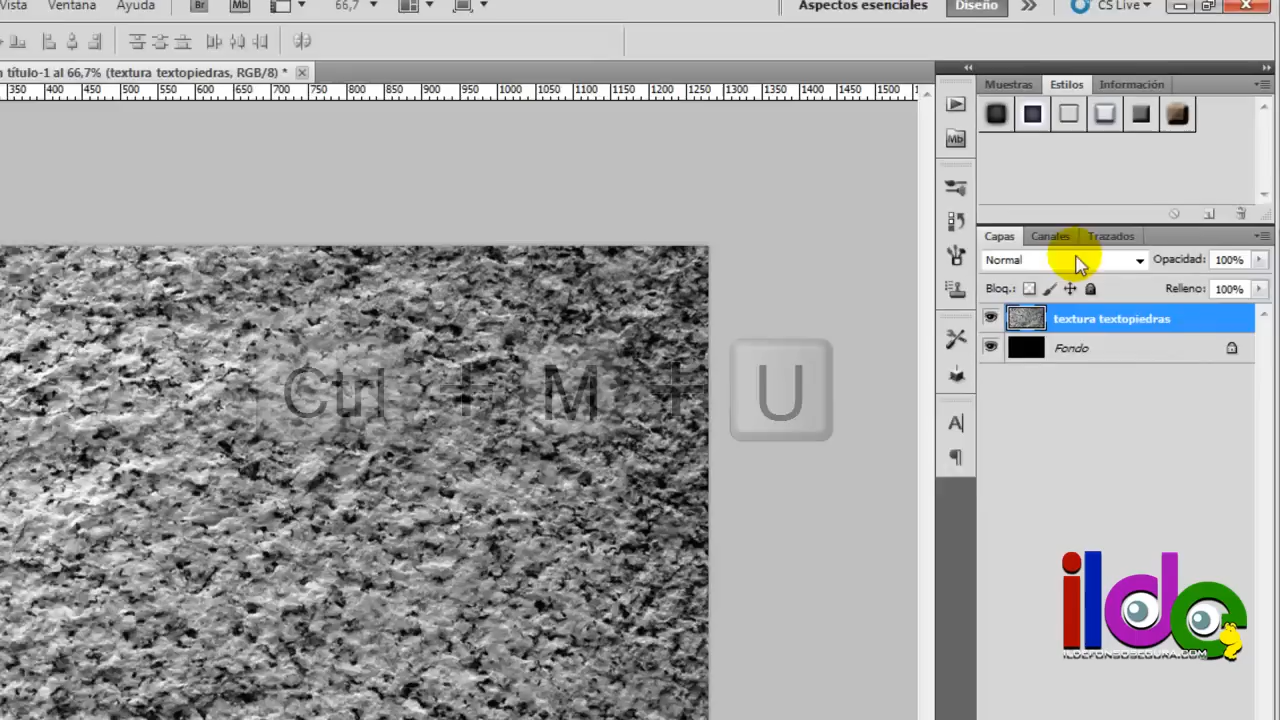 Vista Ventana Ayuda Br Mb 66,7 Aspectos esenciales Diseño CS Live
n título-1 al 66,7% (textura textopiedras, RGB/8) *
350 400 450 500 550 600 650 700 750 800 850 900 950 1000 1050 1100 1150 1200 1250 1300 1350 1400 1450 1500
Muestras Estilos Información
Mb
Capas Canales Trazados
Normal Opacidad: 100%
Bloq.: Relleno: 100%
textura textopiedras
Fondo
Ctrl + M + U
A
ilde
ILDEFONSOSEGURA.COM